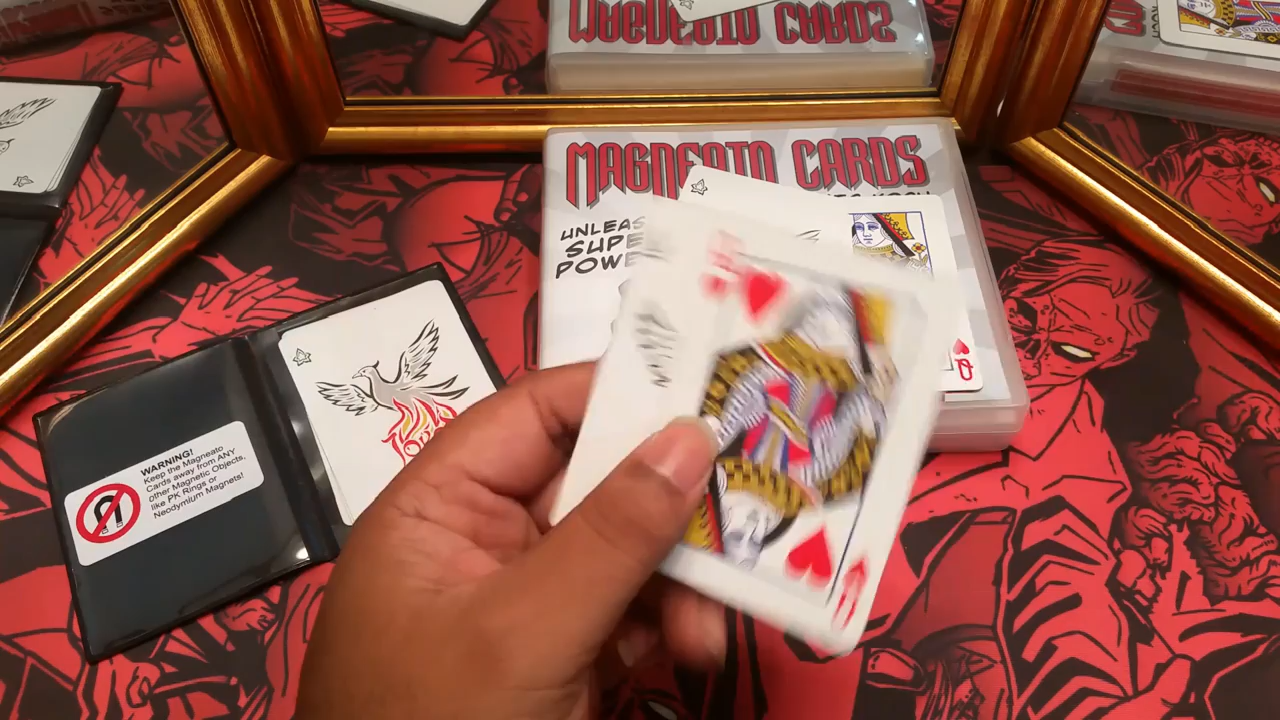 MAGNEATO CARDS
MAGNEATO CARDS
UNLEAS
SUPE
POWE
Q
WARNING!
Keep the Magneato
Cards away from ANY
other Magnetic Objects,
like PK Rings or
Neodymium Magnets!